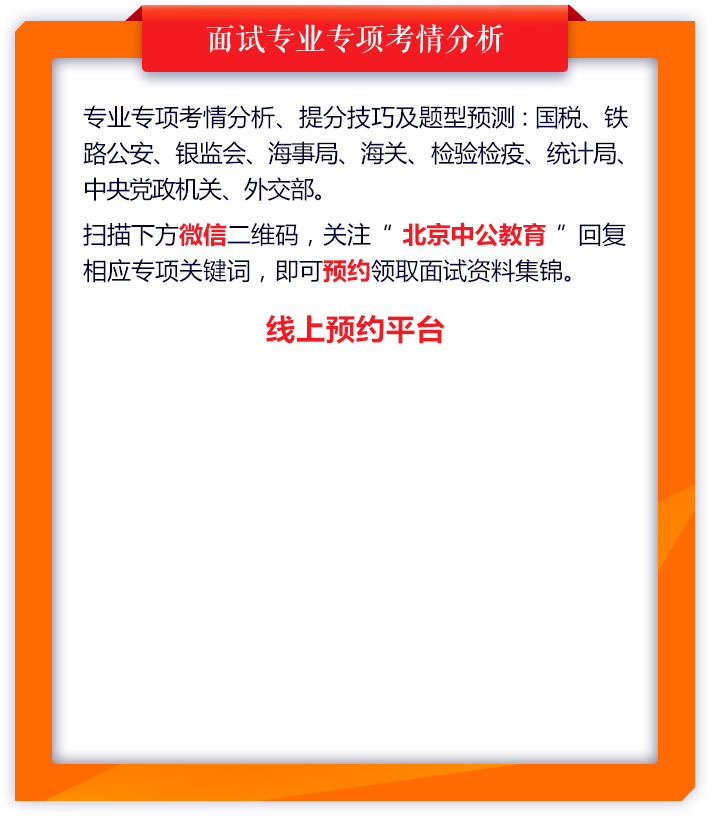 面试专业专项考情分析
专业专项考情分析、提分技巧及题型预测：国税、铁
路公安、银监会、海事局、海关、检验检疫、统计局、
中央党政机关、外交部。
扫描下方微信二维码，关注“ 北京中公教育 ”回复
相应专项关键词，即可预约领取面试资料集锦。
线上预约平台